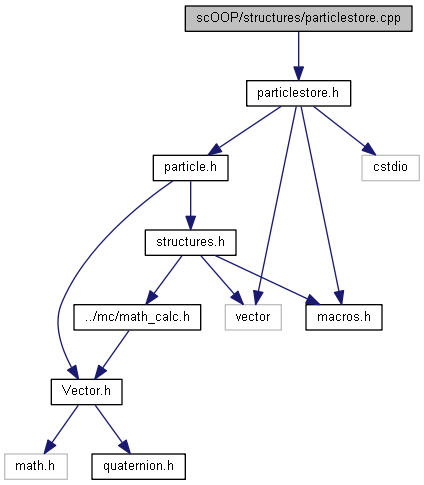 scOOP/structures/particlestore.cpp
particlestore.h
particle.h
cstdio
structures.h
../mc/math_calc.h
vector
macros.h
Vector.h
math.h
quaternion.h